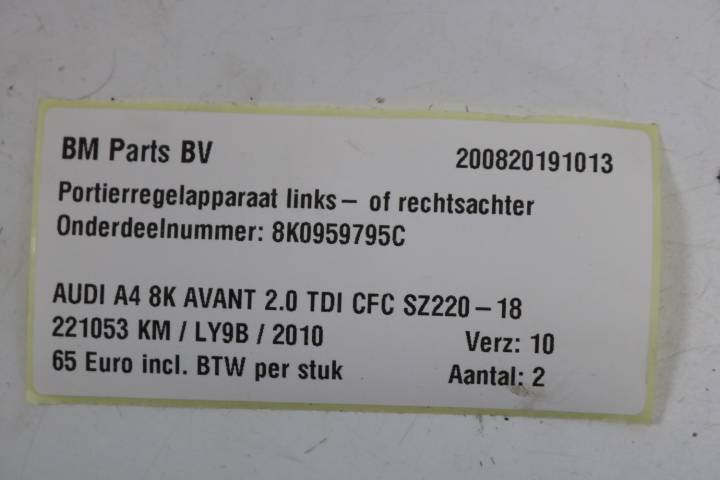 BM Parts BV 200820191013
Portierregelapparaat links- of rechtsachter
Onderdeelnummer: 8K0959795C
AUDI A4 8K AVANT 2.0 TDI CFC SZ220-18
221053 KM / LY9B / 2010 Verz: 10
65 Euro incl. BTW per stuk Aantal: 2